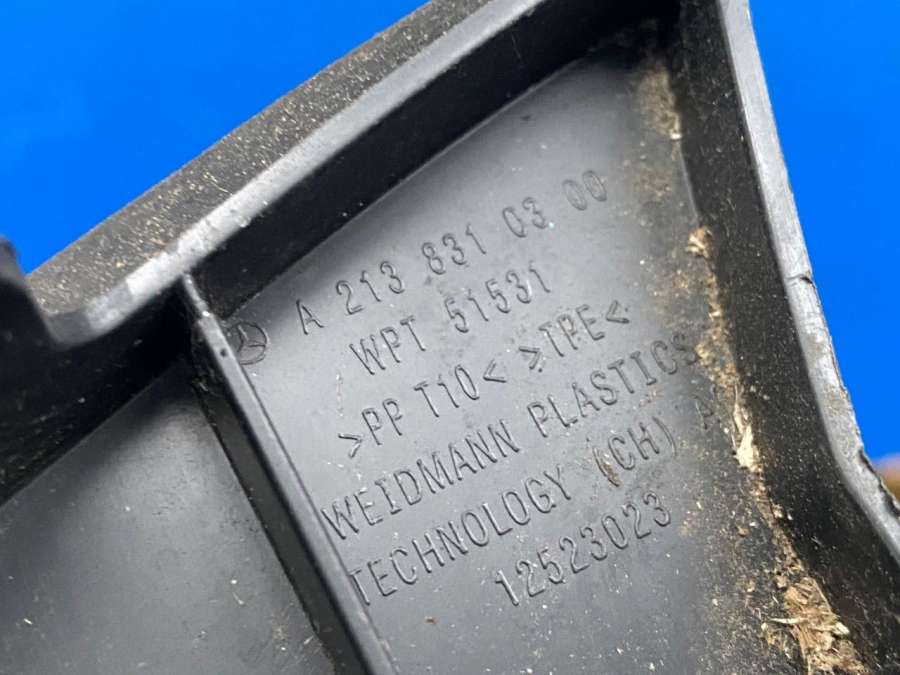 A 213 831 03 00
WPT 51531
>PP T10< >TPE<
WEIDMANN PLASTICS
TECHNOLOGY (CH) A
12523023